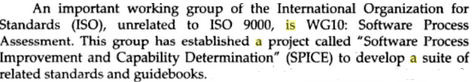 An important working group of the International Organization for
Standards (ISO), unrelated to ISO 9000, is WG10: Software Process
Assessment. This group has established a project called "Software Process
Improvement and Capability Determination" (SPICE) to develop a suite o
related standards and guidebooks.